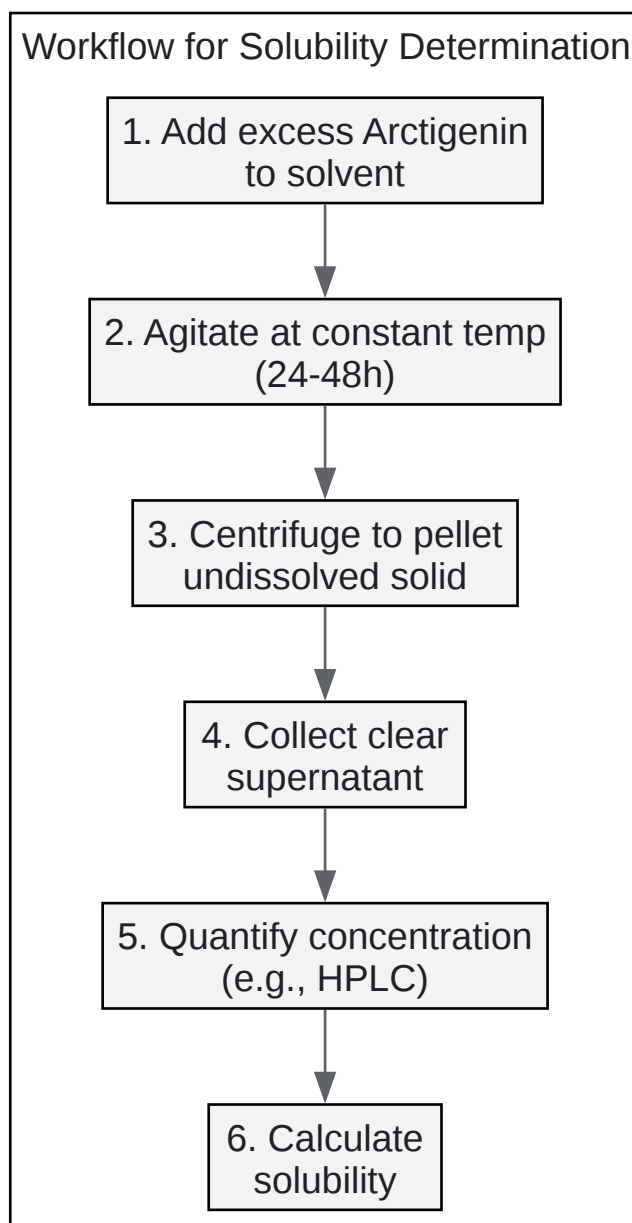 Workflow for Solubility Determination
1. Add excess Arctigenin
to solvent
2. Agitate at constant temp
(24-48h)
3. Centrifuge to pellet
undissolved solid
4. Collect clear
supernatant
5. Quantify concentration
(e.g., HPLC)
6. Calculate
solubility